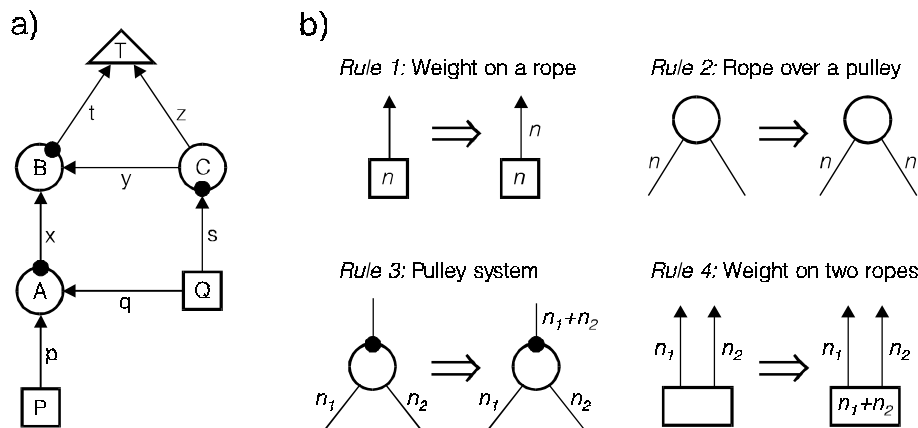 a)
T
t
z
B
C
y
x
s
A
Q
q
p
P
b)
Rule 1: Weight on a rope
n
n
n
Rule 2: Rope over a pulley
n
n
n
Rule 3: Pulley system
n1
n2
n1+n2
n1
n2
Rule 4: Weight on two ropes
n1
n2
n1
n2
n1+n2